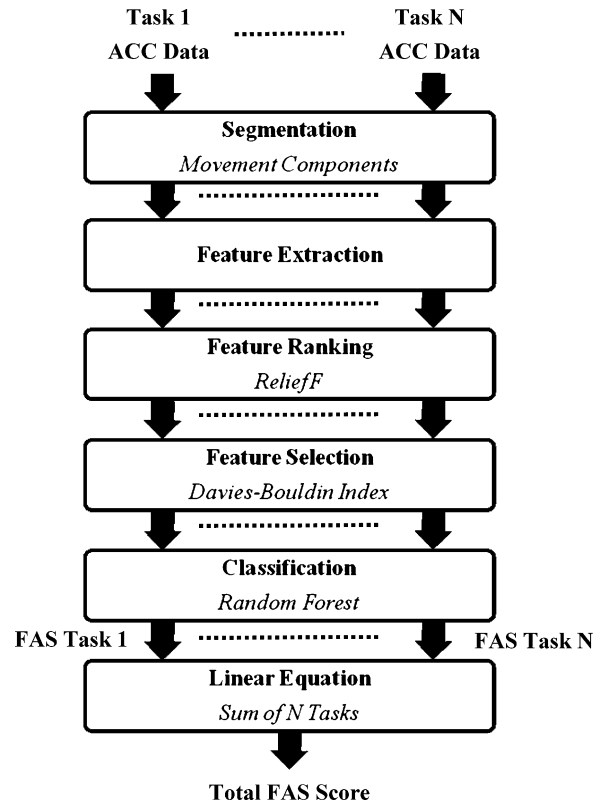 Task 1
Task N
ACC Data
ACC Data
Segmentation
Movement Components
Feature Extraction
Feature Ranking
ReliefF
Feature Selection
Davies-Bouldin Index
Classification
Random Forest
FAS Task 1
FAS Task N
Linear Equation
Sum of N Tasks
Total FAS Score